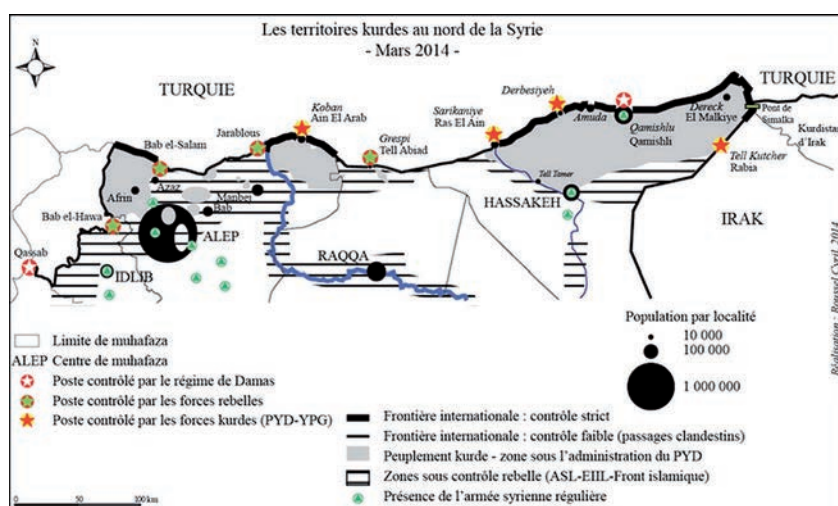 Les territoires kurdes au nord de la Syrie
- Mars 2014 -
N
TURQUIE
TURQUIE
Koban
Ain El Arab
Jarablous
Bab el-Salam
Grespi
Tell Abiad
Sarikaniye
Ras El Ain
Derbesiyeh
Amuda
Qamishlu
Qamishli
Dereck
El Malkiye
Pont de
Simalka
Kurdistan
d'Irak
Tell Kutcher
Rabia
Tell Tamer
HASSAKEH
IRAK
Afrin
Azaz
Manbej
Bab
Bab el-Hawa
ALEP
Qassab
IDLIB
RAQQA
Population par localité
10 000
100 000
1 000 000
Limite de muhafaza
ALEP Centre de muhafaza
Poste contrôlé par le régime de Damas
Poste contrôlé par les forces rebelles
Poste contrôlé par les forces kurdes (PYD-YPG)
Frontière internationale : contrôle strict
Frontière internationale : contrôle faible (passages clandestins)
Peuplement kurde - zone sous l'administration du PYD
Zones sous contrôle rebelle (ASL-EIIL-Front islamique)
Présence de l'armée syrienne régulière
0 50 100 km
Réalisation : Roussel Cyril 2014